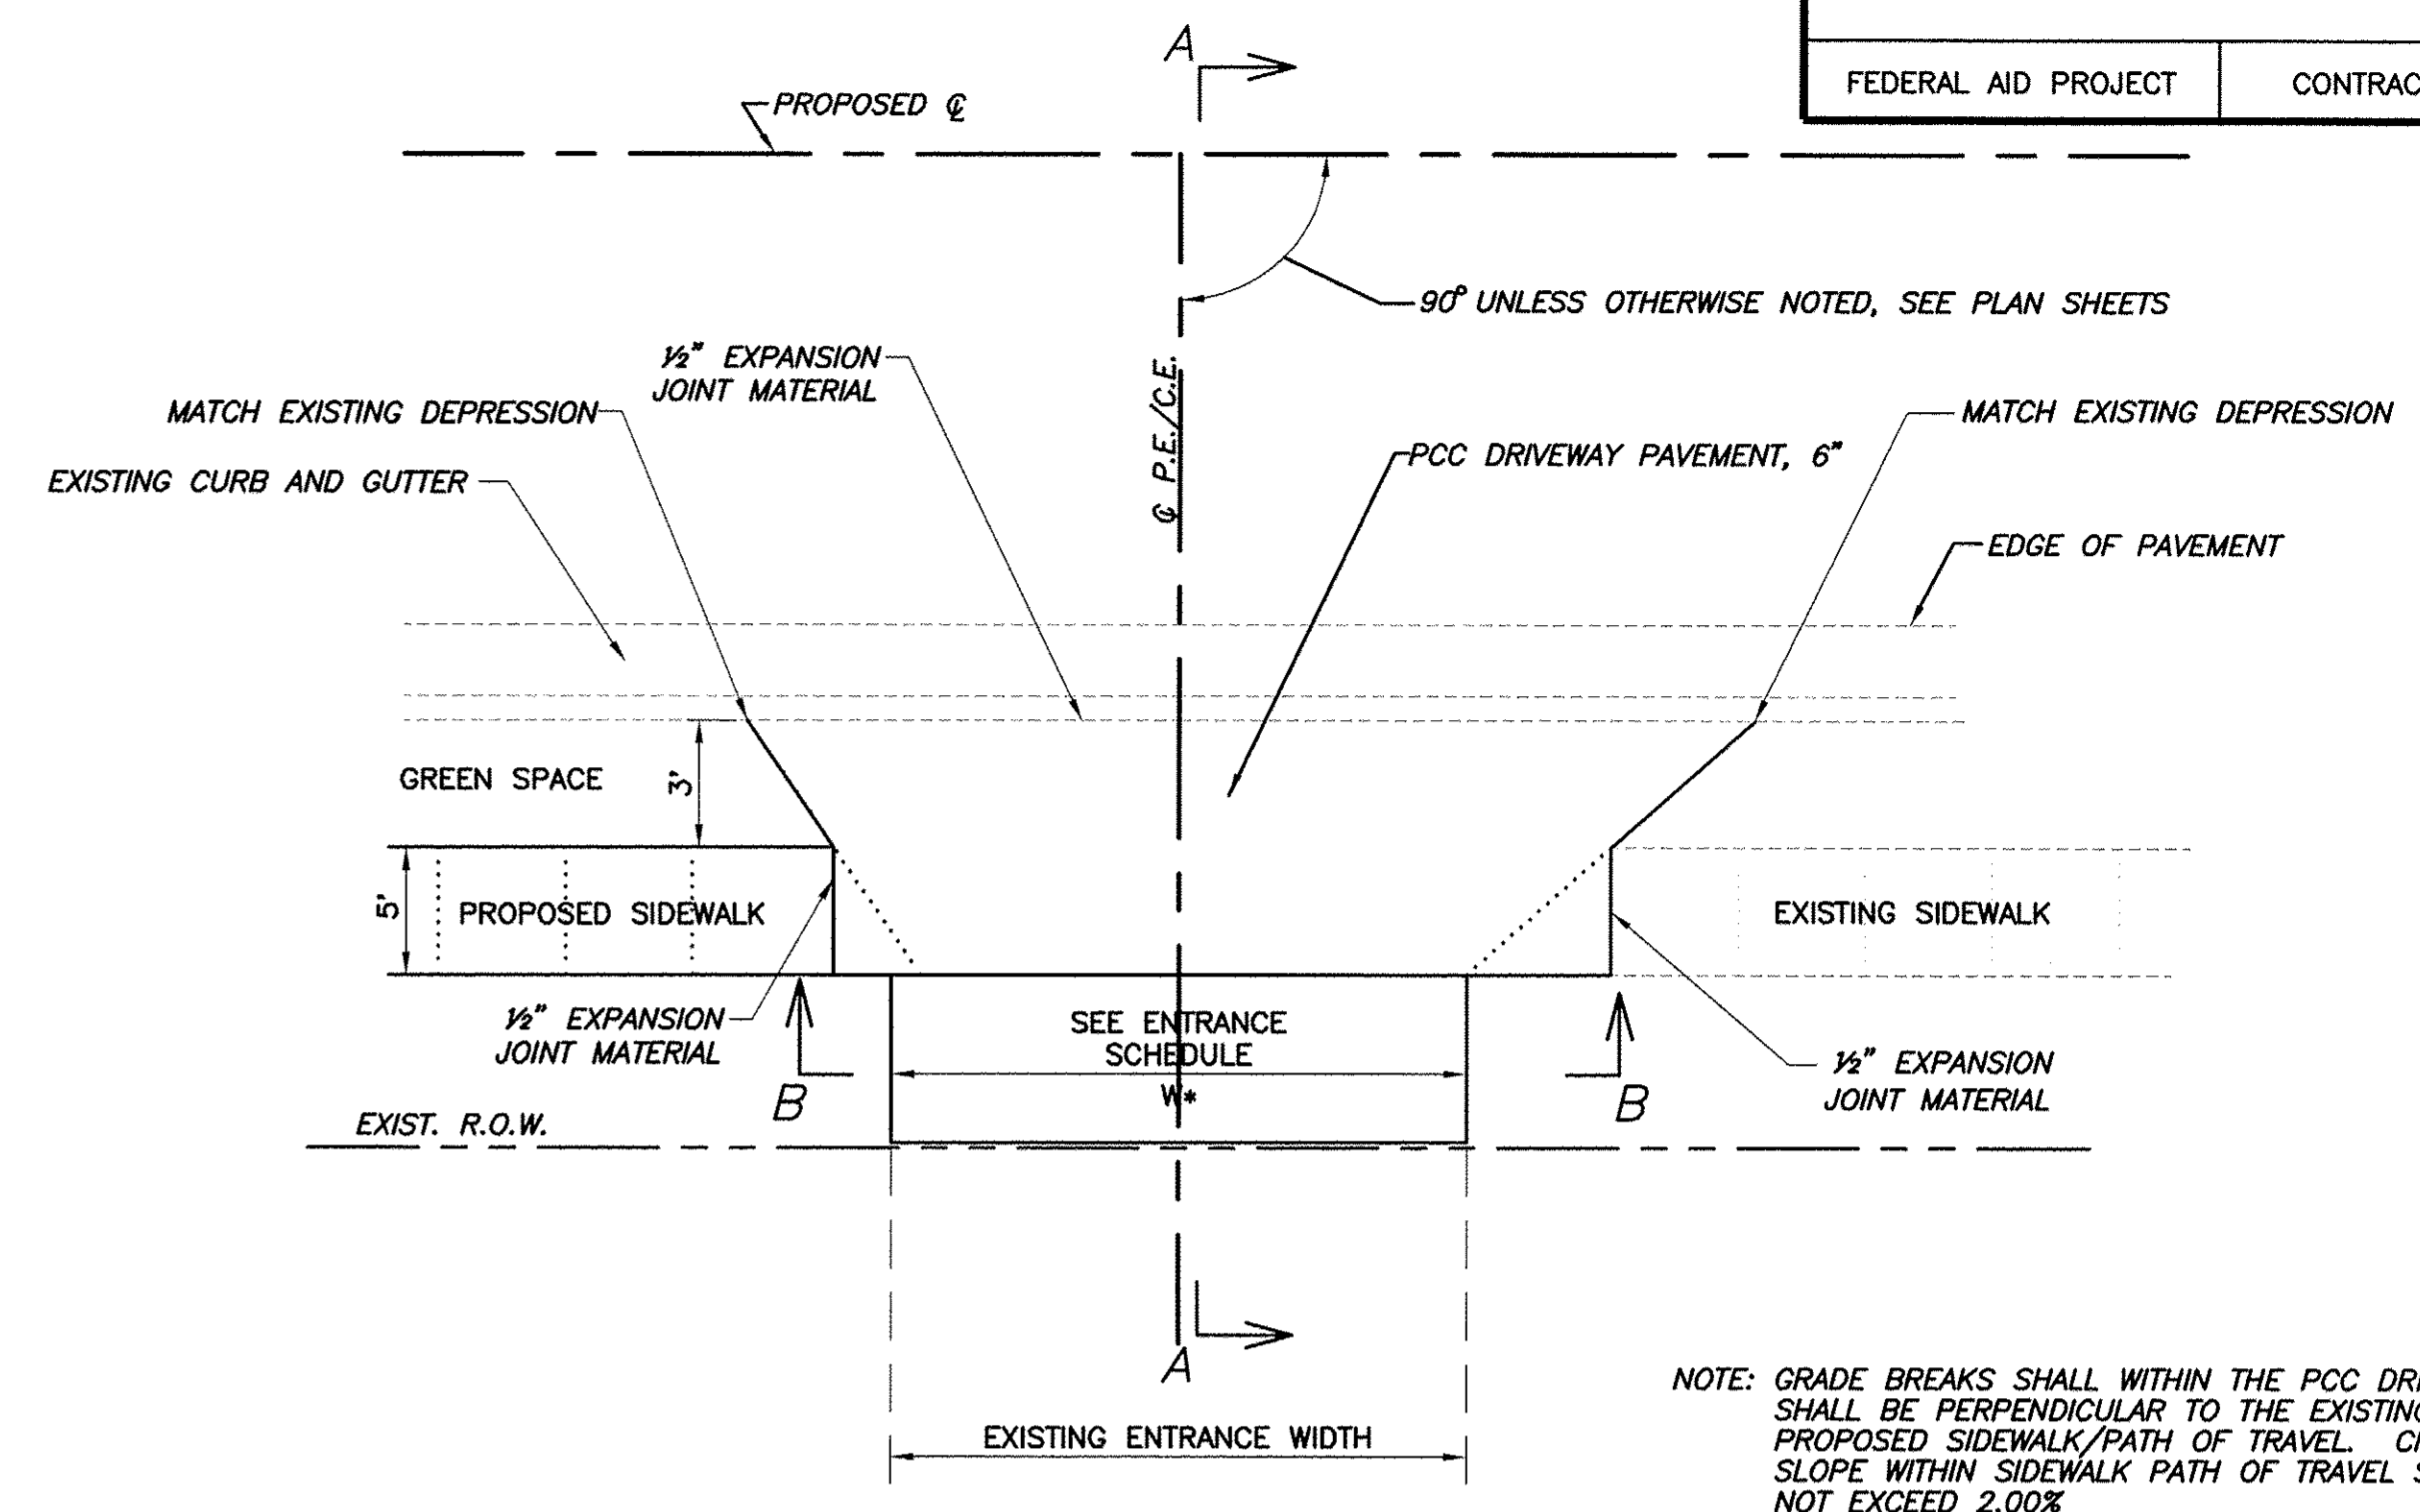 A
FEDERAL AID PROJECT
PROPOSED ℄
90° UNLESS OTHERWISE NOTED, SEE PLAN SHEETS
½" EXPANSION
JOINT MATERIAL
MATCH EXISTING DEPRESSION
MATCH EXISTING DEPRESSION
℄ P.E./C.E.
PCC DRIVEWAY PAVEMENT, 6"
EXISTING CURB AND GUTTER
EDGE OF PAVEMENT
GREEN SPACE
3'
5'
PROPOSED SIDEWALK
EXISTING SIDEWALK
½" EXPANSION
JOINT MATERIAL
SEE ENTRANCE
SCHEDULE
W*
½" EXPANSION
JOINT MATERIAL
B
B
EXIST. R.O.W.
A
EXISTING ENTRANCE WIDTH
NOTE: GRADE BREAKS SHALL WITHIN THE PCC
SHALL BE PERPENDICULAR TO THE
PROPOSED SIDEWALK/PATH OF TRAVEL.
SLOPE WITHIN SIDEWALK PATH OF TRAVEL
NOT EXCEED 2.00%